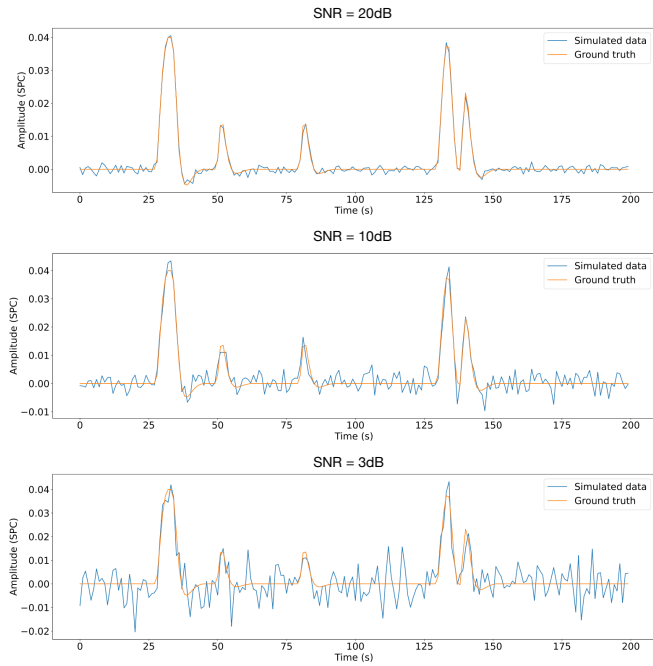 SNR = 20dB
Simulated data
Ground truth
Amplitude (SPC)
0.04
0.03
0.02
0.01
0.00
0 25 50 75 100 125 150 175 200
Time (s)
SNR = 10dB
Simulated data
Ground truth
Amplitude (SPC)
0.04
0.03
0.02
0.01
0.00
−0.01
0 25 50 75 100 125 150 175 200
Time (s)
SNR = 3dB
Simulated data
Ground truth
Amplitude (SPC)
0.04
0.03
0.02
0.01
0.00
−0.01
−0.02
0 25 50 75 100 125 150 175 200
Time (s)